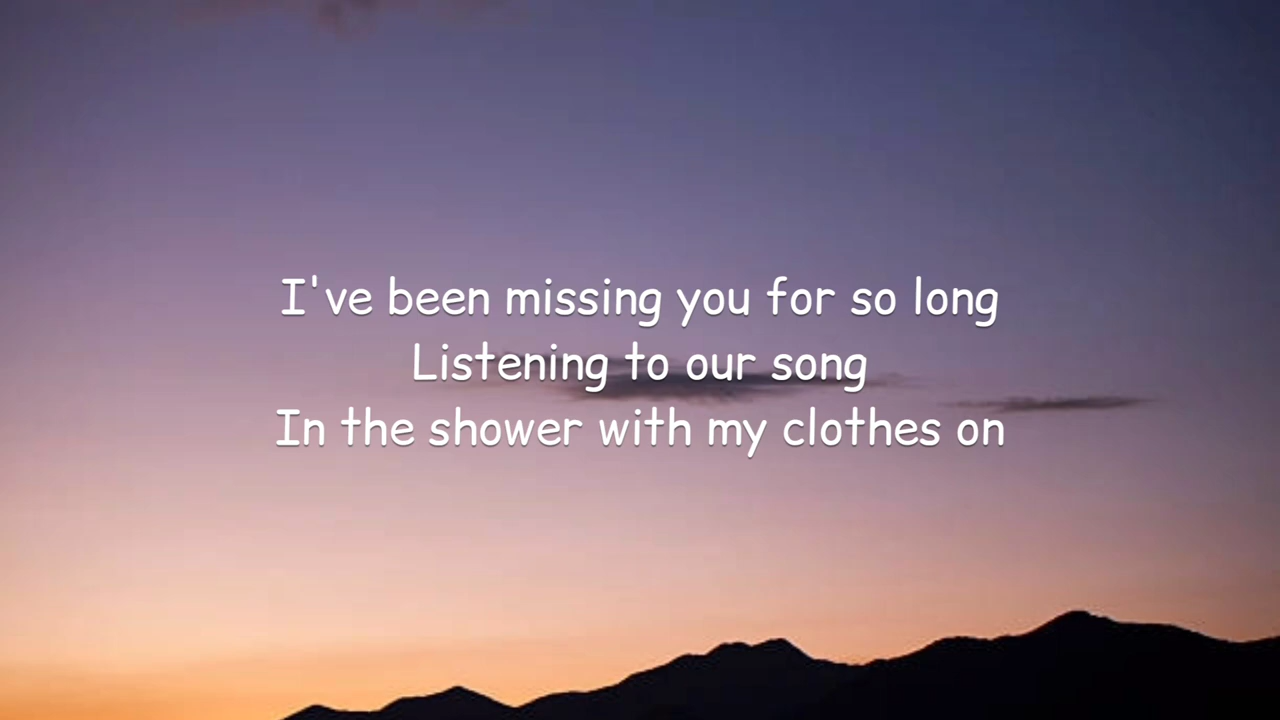 I've been missing you for so long
Listening to our song
In the shower with my clothes on